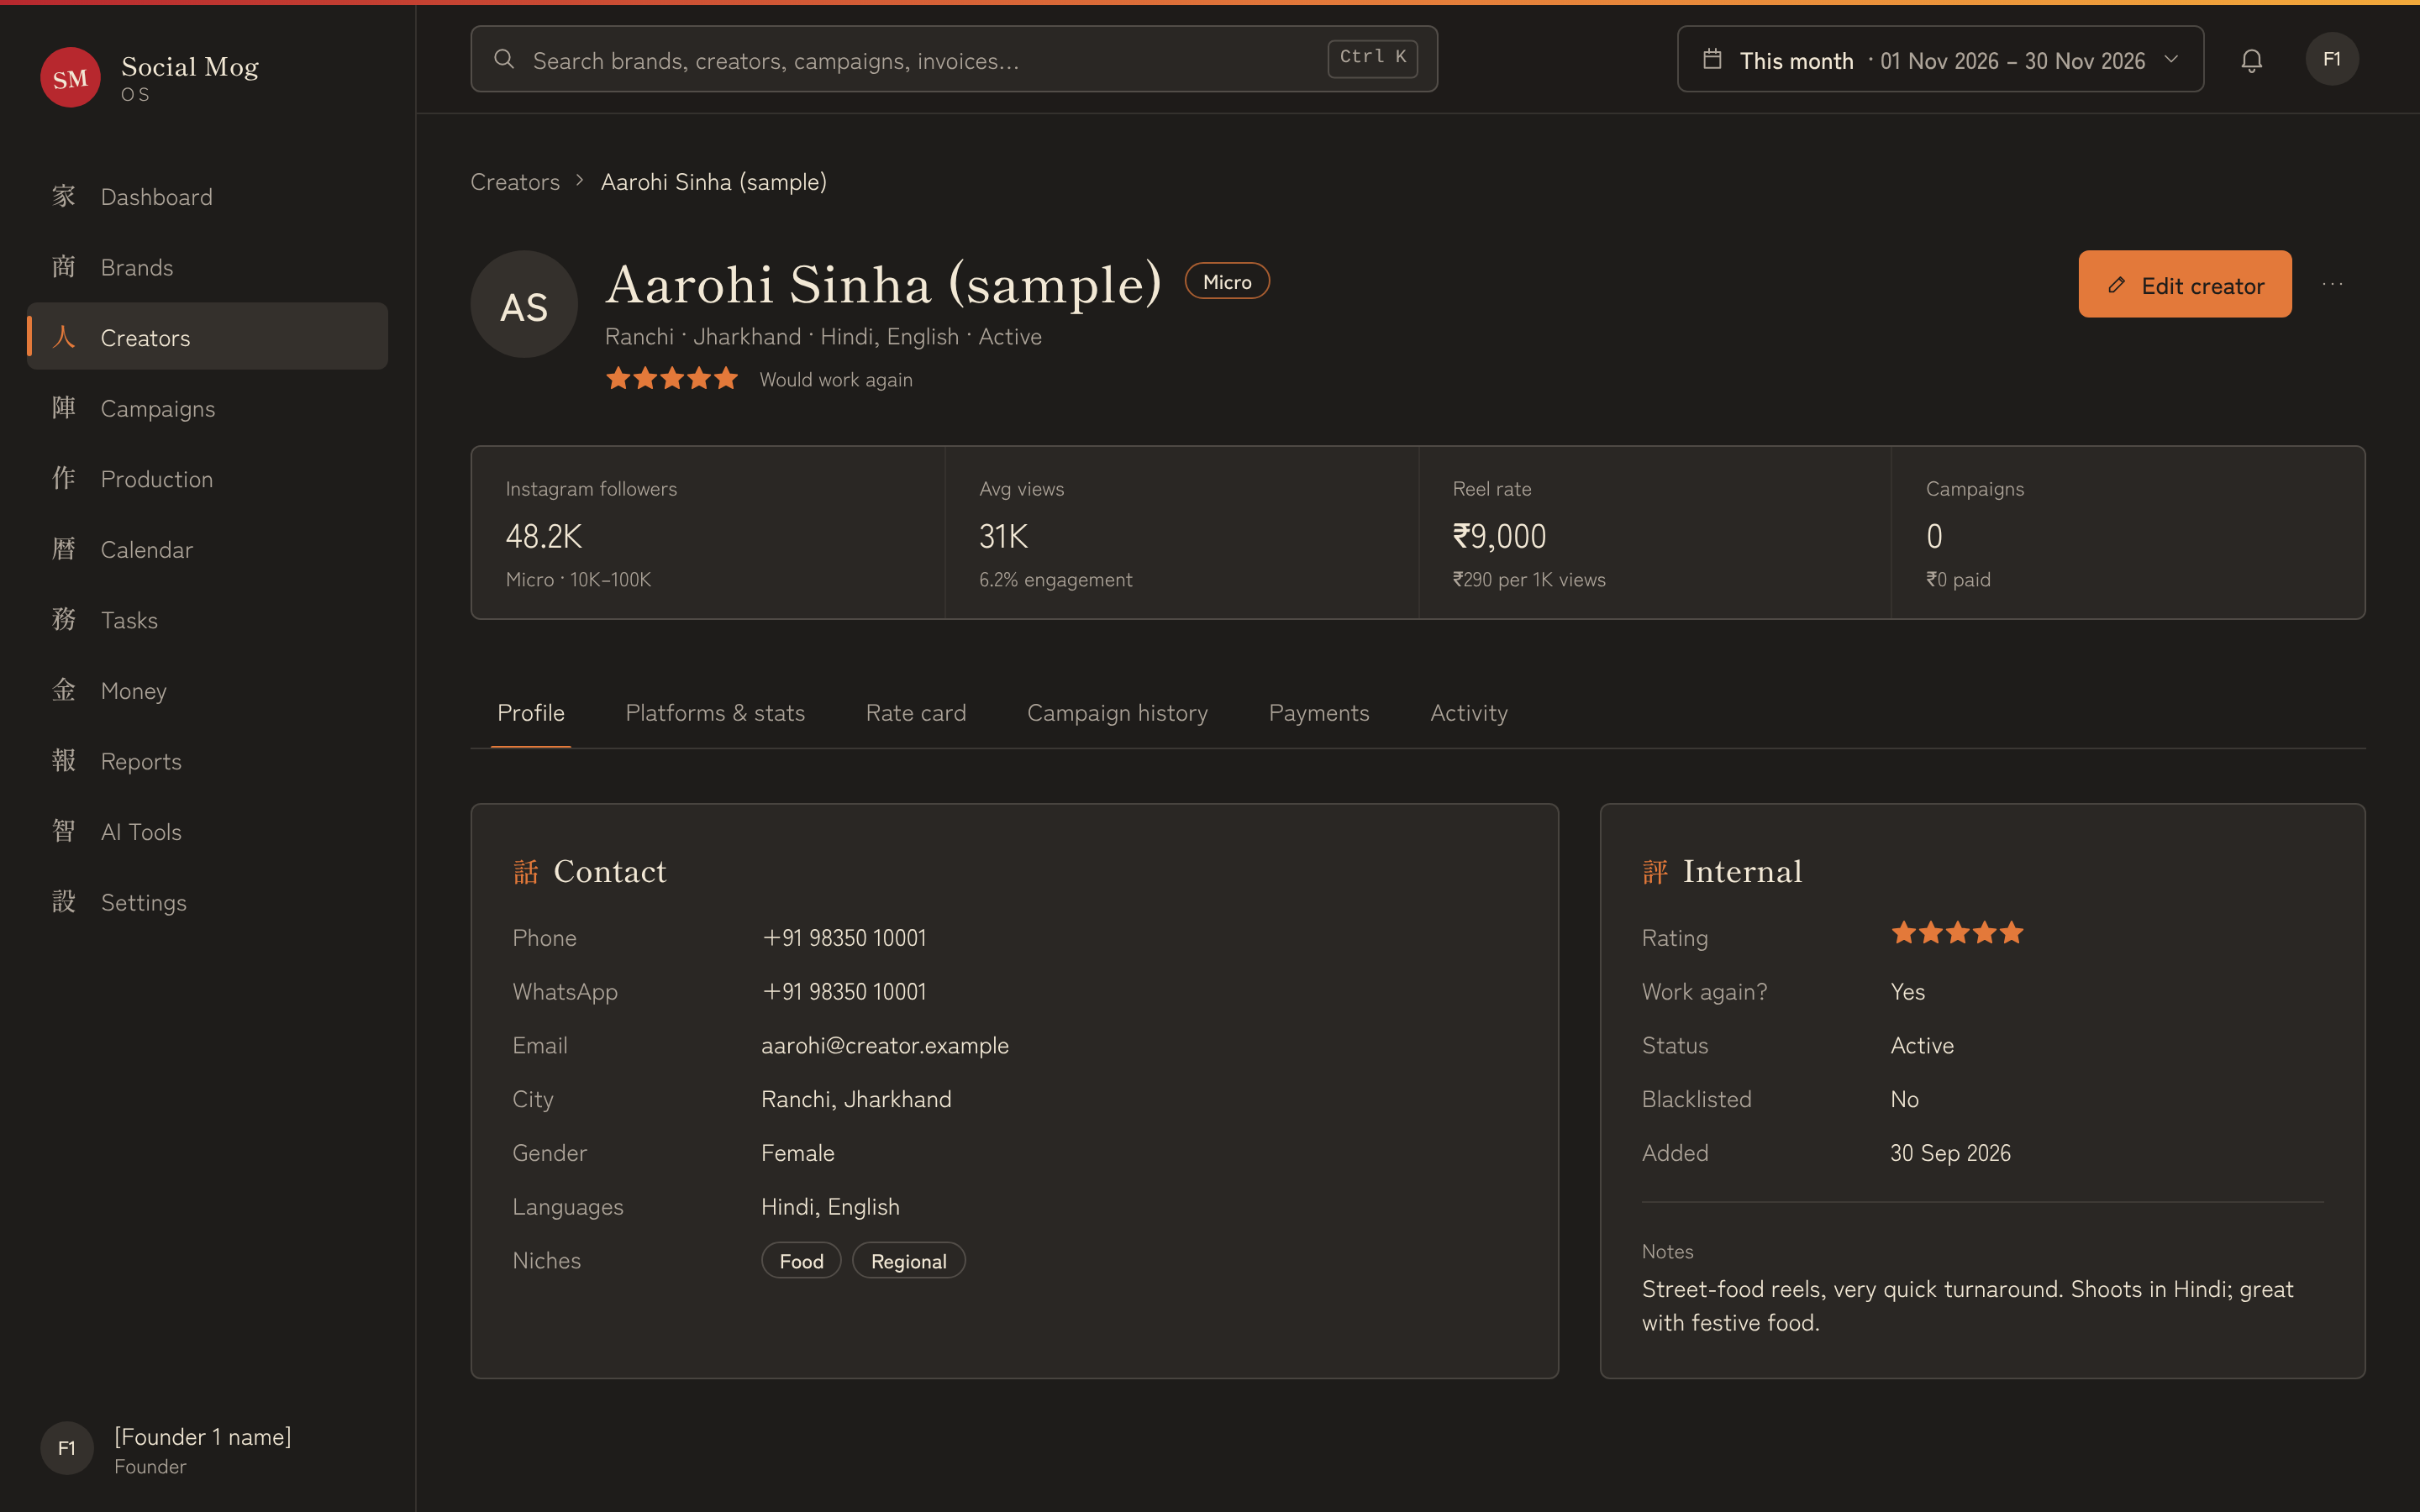 SM
Social Mog
OS
家 Dashboard
商 Brands
人 Creators
陣 Campaigns
作 Production
暦 Calendar
務 Tasks
金 Money
報 Reports
智 AI Tools
設 Settings
F1
[Founder 1 name]
Founder
Search brands, creators, campaigns, invoices... Ctrl K
This month · 01 Nov 2026 – 30 Nov 2026
F1
Creators > Aarohi Sinha (sample)
AS
Aarohi Sinha (sample) Micro
Ranchi · Jharkhand · Hindi, English · Active
Would work again
Edit creator
...
Instagram followers
48.2K
Micro · 10K–100K
Avg views
31K
6.2% engagement
Reel rate
₹9,000
₹290 per 1K views
Campaigns
0
₹0 paid
Profile Platforms & stats Rate card Campaign history Payments Activity
話 Contact
Phone +91 98350 10001
WhatsApp +91 98350 10001
Email aarohi@creator.example
City Ranchi, Jharkhand
Gender Female
Languages Hindi, English
Niches Food Regional
評 Internal
Rating
Work again? Yes
Status Active
Blacklisted No
Added 30 Sep 2026
Notes
Street-food reels, very quick turnaround. Shoots in Hindi; great
with festive food.